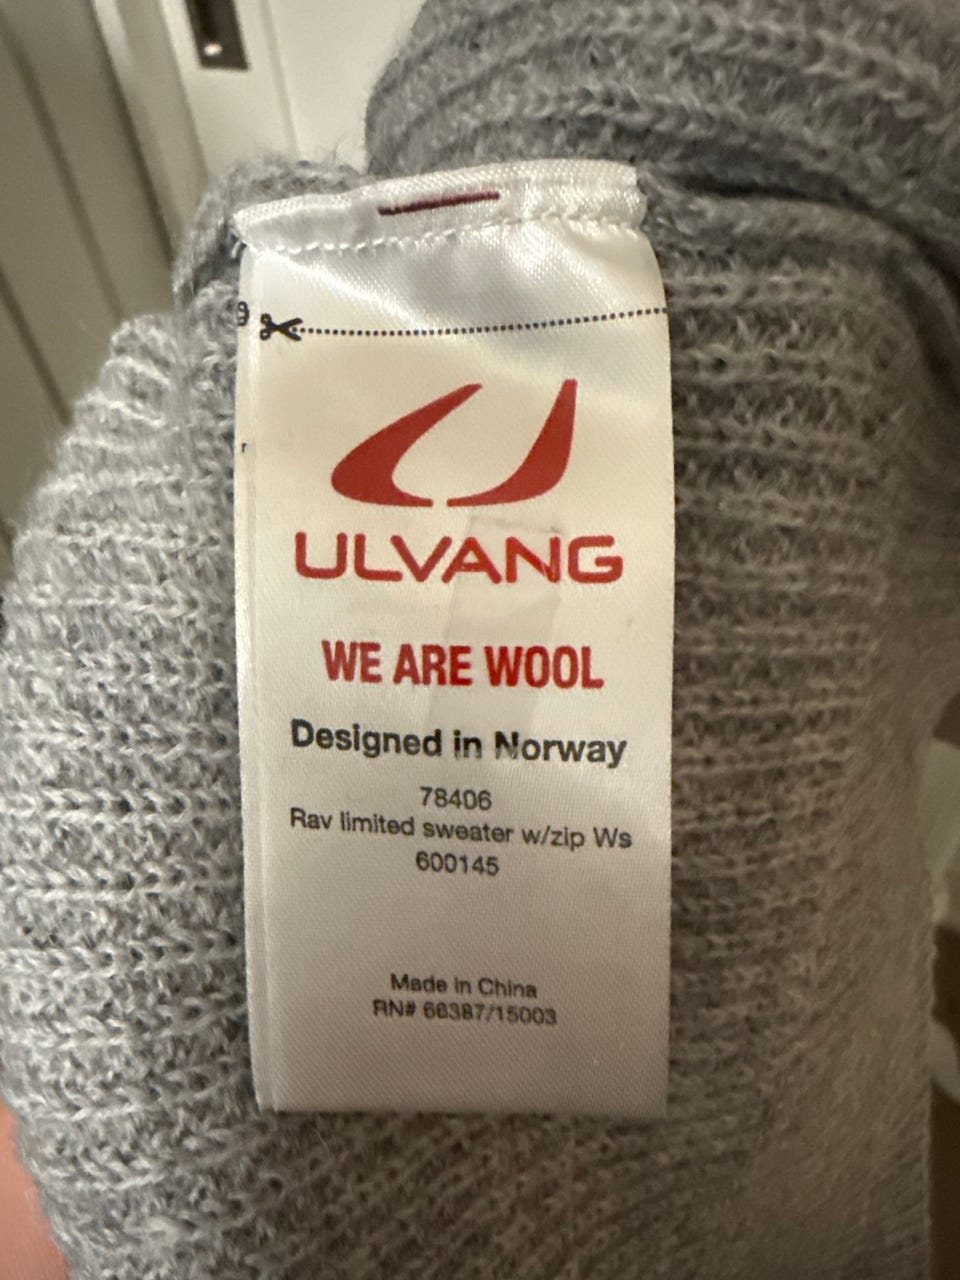 ULVANG
WE ARE WOOL
Designed in Norway
78406
Rav limited sweater w/zip Ws
600145
Made in China
RN# 66387/15003